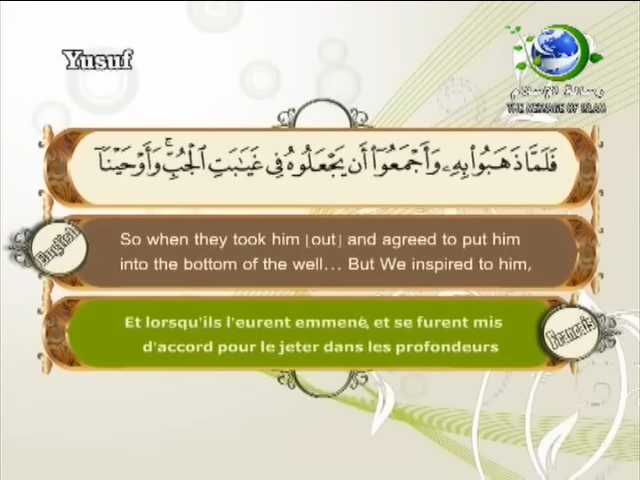 Yusuf
رسالة الإسلام
THE MESSAGE OF ISLAM
فَلَمَّا ذَهَبُوا۟ بِهِۦ وَأَجْمَعُوٓا۟ أَن يَجْعَلُوهُ فِى غَيَـٰبَتِ ٱلْجُبِّ ۚ وَأَوْحَيْنَآ
English
So when they took him [out] and agreed to put him
into the bottom of the well... But We inspired to him,
Et lorsqu'ils l'eurent emmené, et se furent mis
d'accord pour le jeter dans les profondeurs
Français